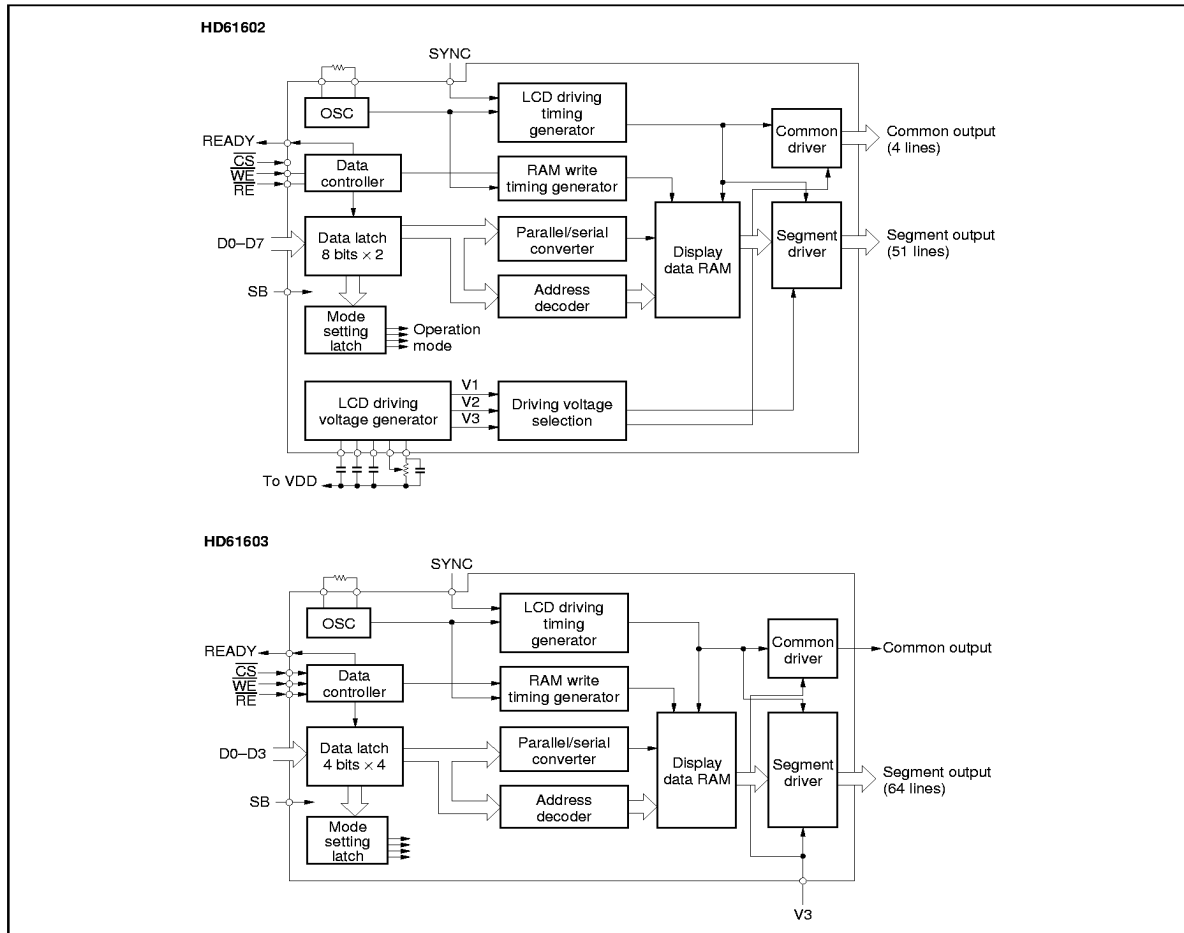 HD61602
SYNC
OSC
LCD driving
timing
generator
Common
driver
Common output
(4 lines)
READY
CS
WE
RE
Data
controller
RAM write
timing generator
D0–D7
Data latch
8 bits × 2
Parallel/serial
converter
Display
data RAM
Segment
driver
Segment output
(51 lines)
SB
Address
decoder
Mode
setting
latch
Operation
mode
LCD driving
voltage generator
V1
V2
V3
Driving voltage
selection
To VDD
HD61603
SYNC
OSC
LCD driving
timing
generator
Common
driver
Common output
READY
CS
WE
RE
Data
controller
RAM write
timing generator
D0–D3
Data latch
4 bits × 4
Parallel/serial
converter
Display
data RAM
Segment
driver
Segment output
(64 lines)
SB
Address
decoder
Mode
setting
latch
V3